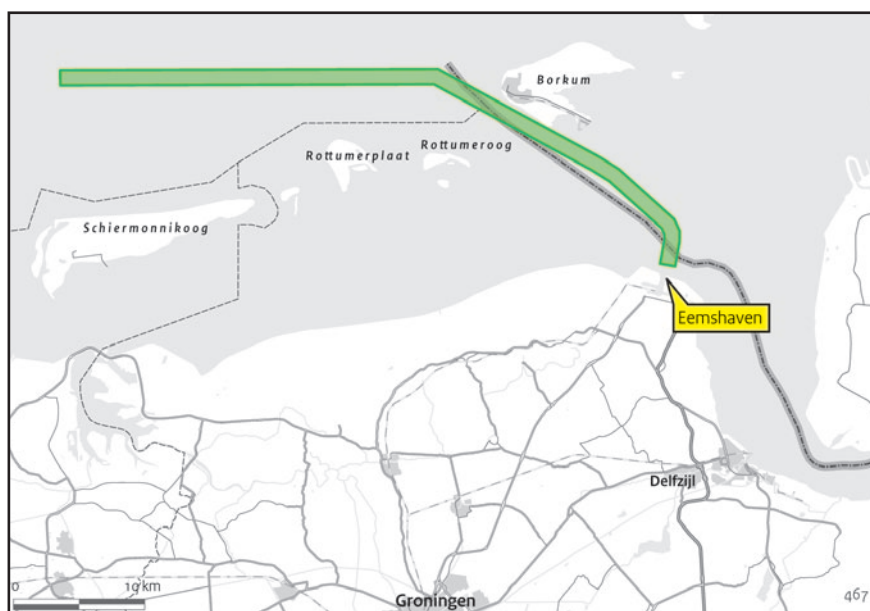 Borkum
Rottumeroog
Rottumerplaat
Schiermonnikoog
Eemshaven
Delfzijl
0 10 km
Groningen
467